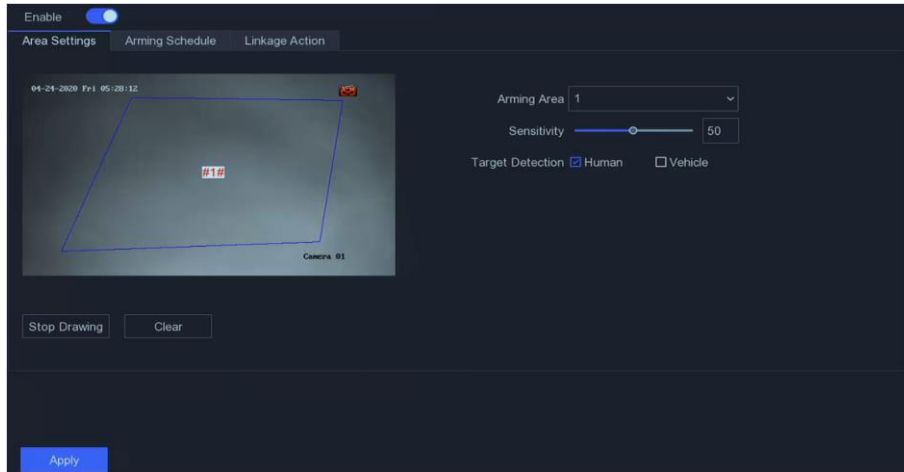 Enable
Area Settings Arming Schedule Linkage Action
04-24-2020 Fri 05:28:12
#1#
Camera 01
Arming Area 1
Sensitivity 50
Target Detection Human Vehicle
Stop Drawing Clear
Apply